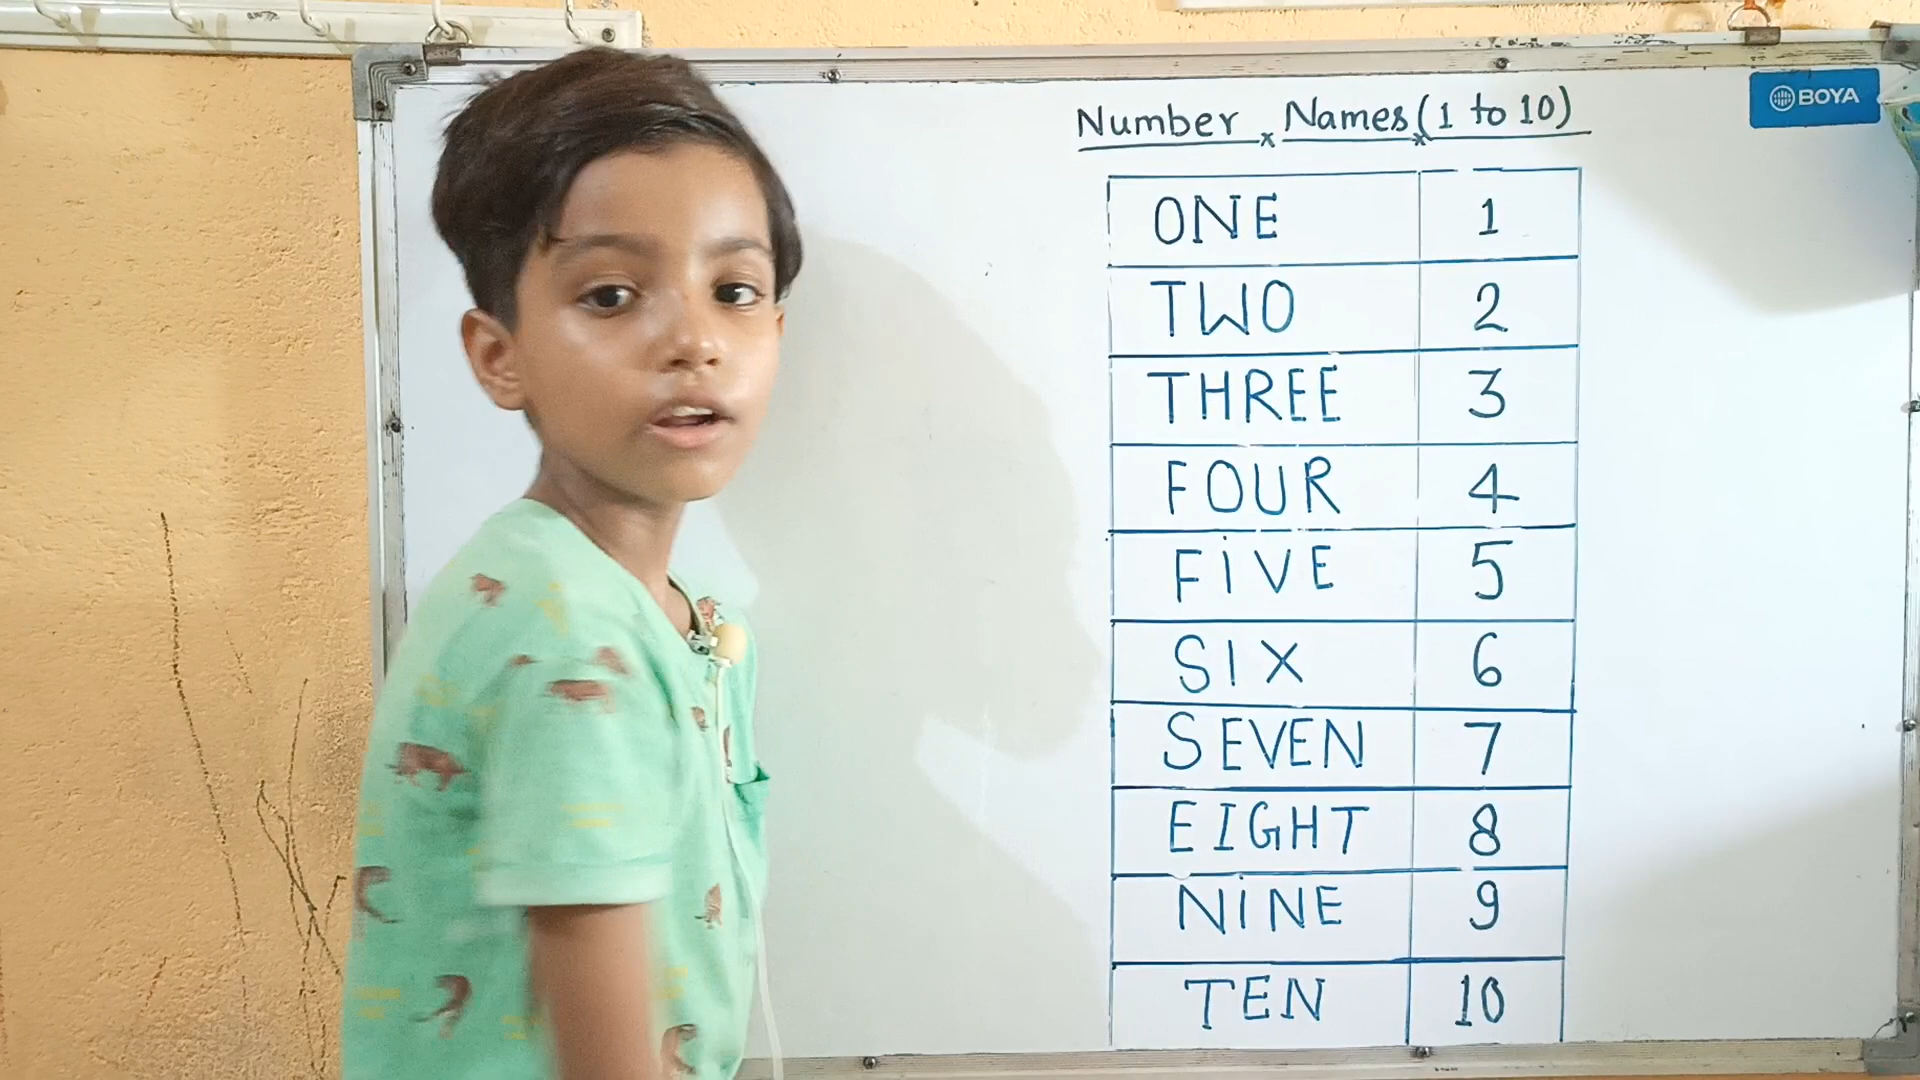 Number Names (1 to 10)
BOYA
ONE 1
TWO 2
THREE 3
FOUR 4
FiVE 5
SIX 6
SEVEN 7
EIGHT 8
NiNE 9
TEN 10